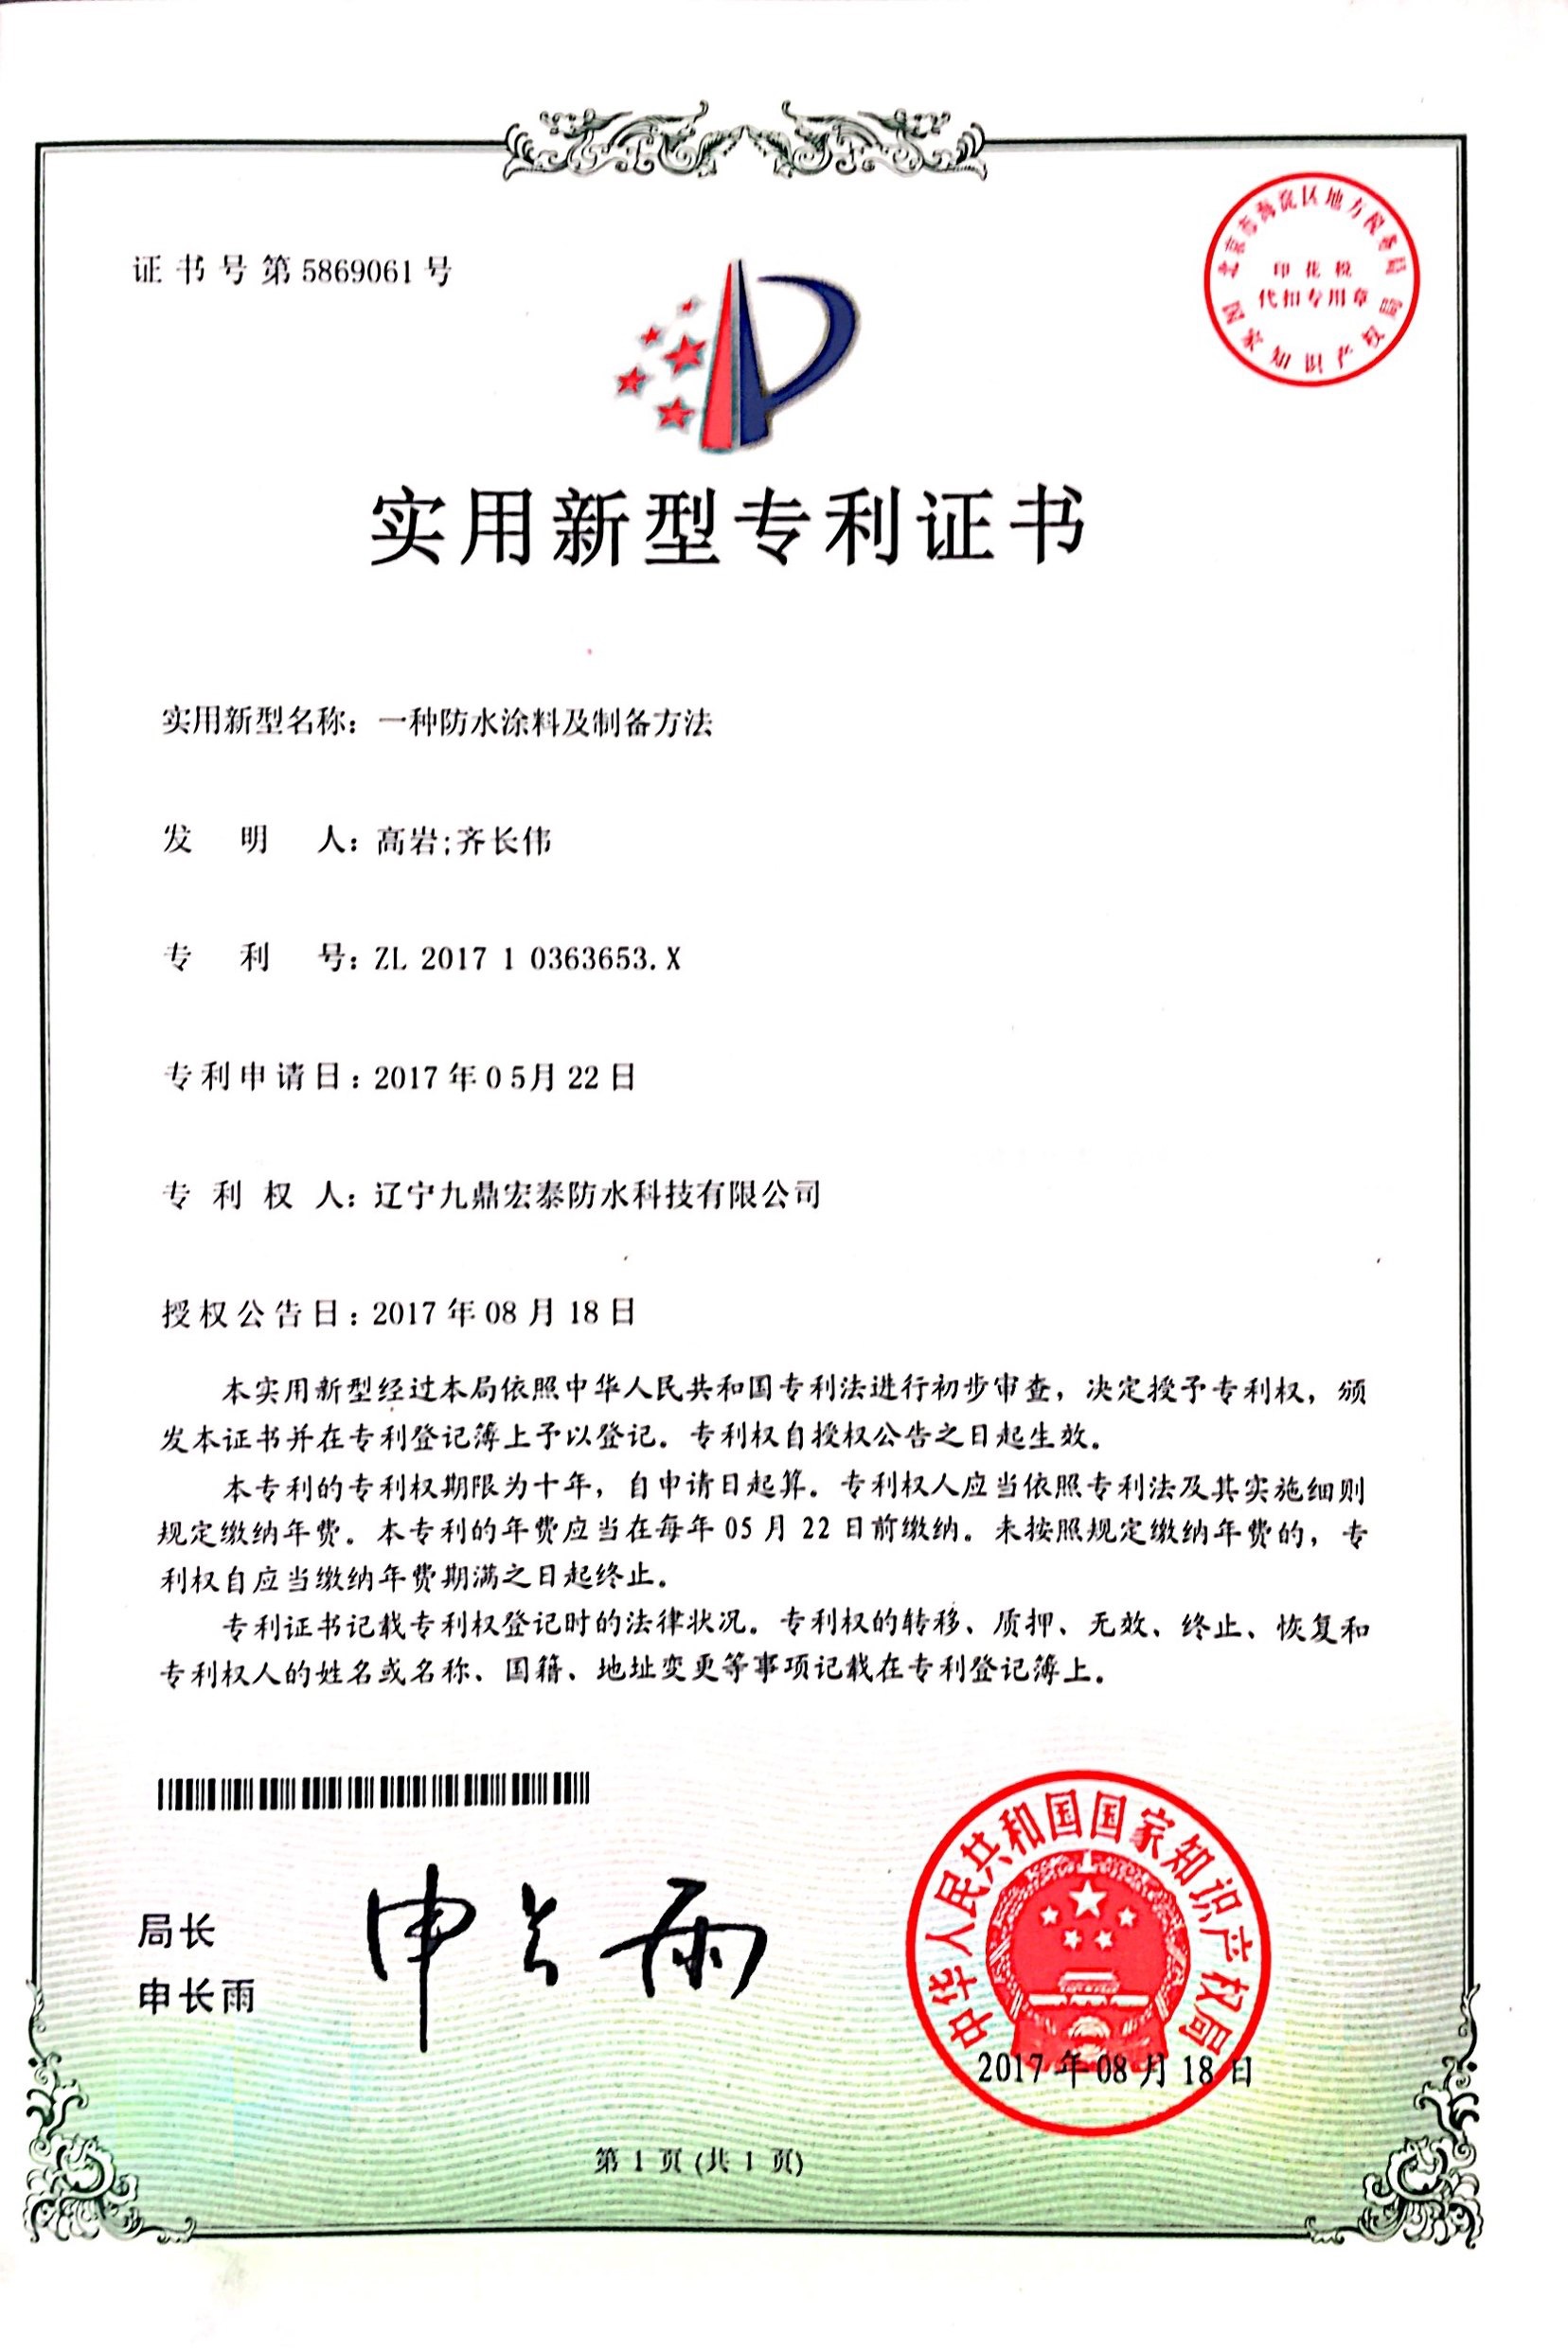 证书号第5869061号
北京市海淀区地方税务局
印花税
代扣专用章
国家知识产权局
实用新型专利证书
实用新型名称：一种防水涂料及制备方法
发明人：高岩;齐长伟
专利号：ZL 2017 1 0363653.X
专利申请日：2017年05月22日
专利权人：辽宁九鼎宏泰防水科技有限公司
授权公告日：2017年08月18日
本实用新型经过本局依照中华人民共和国专利法进行初步审查，决定授予专利权，颁
发本证书并在专利登记簿上予以登记。专利权自授权公告之日起生效。
本专利的专利权期限为十年，自申请日起算。专利权人应当依照专利法及其实施细则
规定缴纳年费。本专利的年费应当在每年05月22日前缴纳。未按照规定缴纳年费的，专
利权自应当缴纳年费期满之日起终止。
专利证书记载专利权登记时的法律状况。专利权的转移、质押、无效、终止、恢复和
专利权人的姓名或名称、国籍、地址变更等事项记载在专利登记簿上。
局长
申长雨
申长雨
中华人民共和国国家知识产权局
2017年08月18日
第1页(共1页)